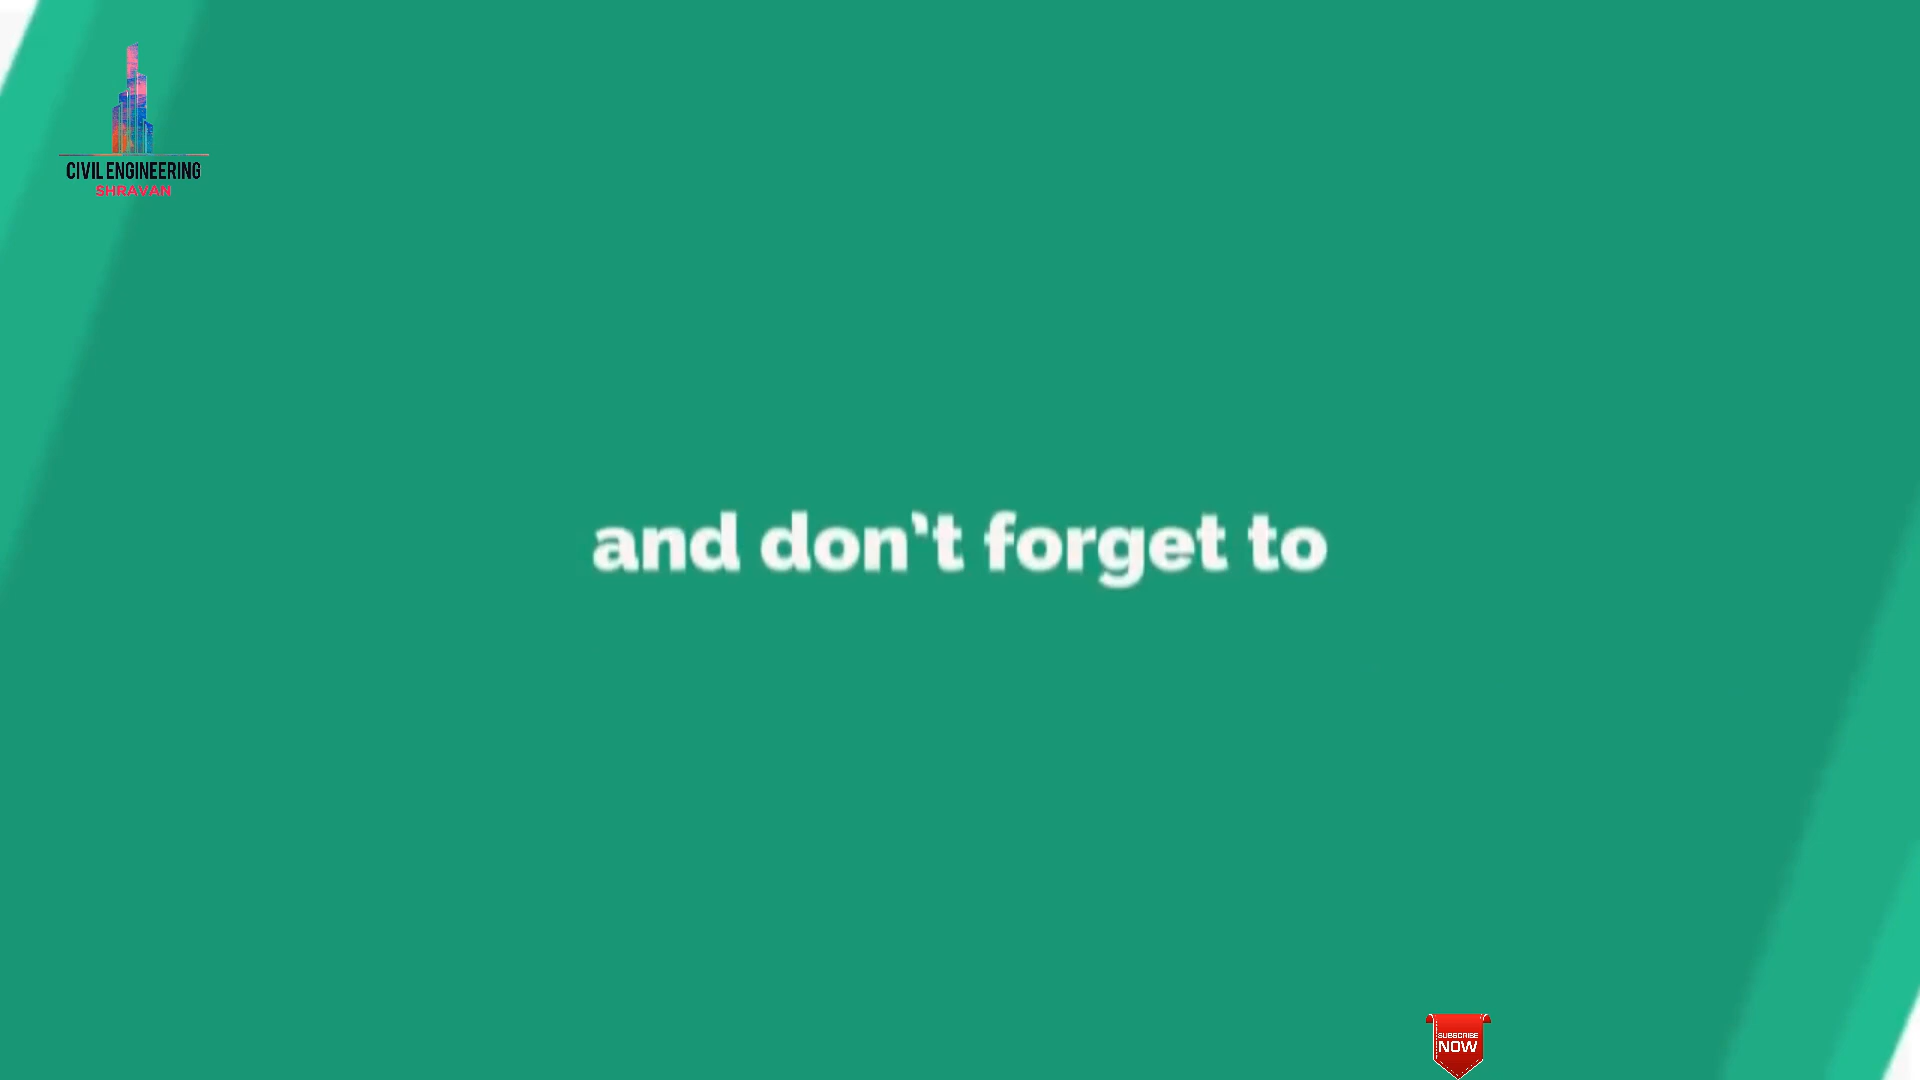 CIVIL ENGINEERING
SHRAVAN
and don't forget to
SUBSCRIBE
NOW